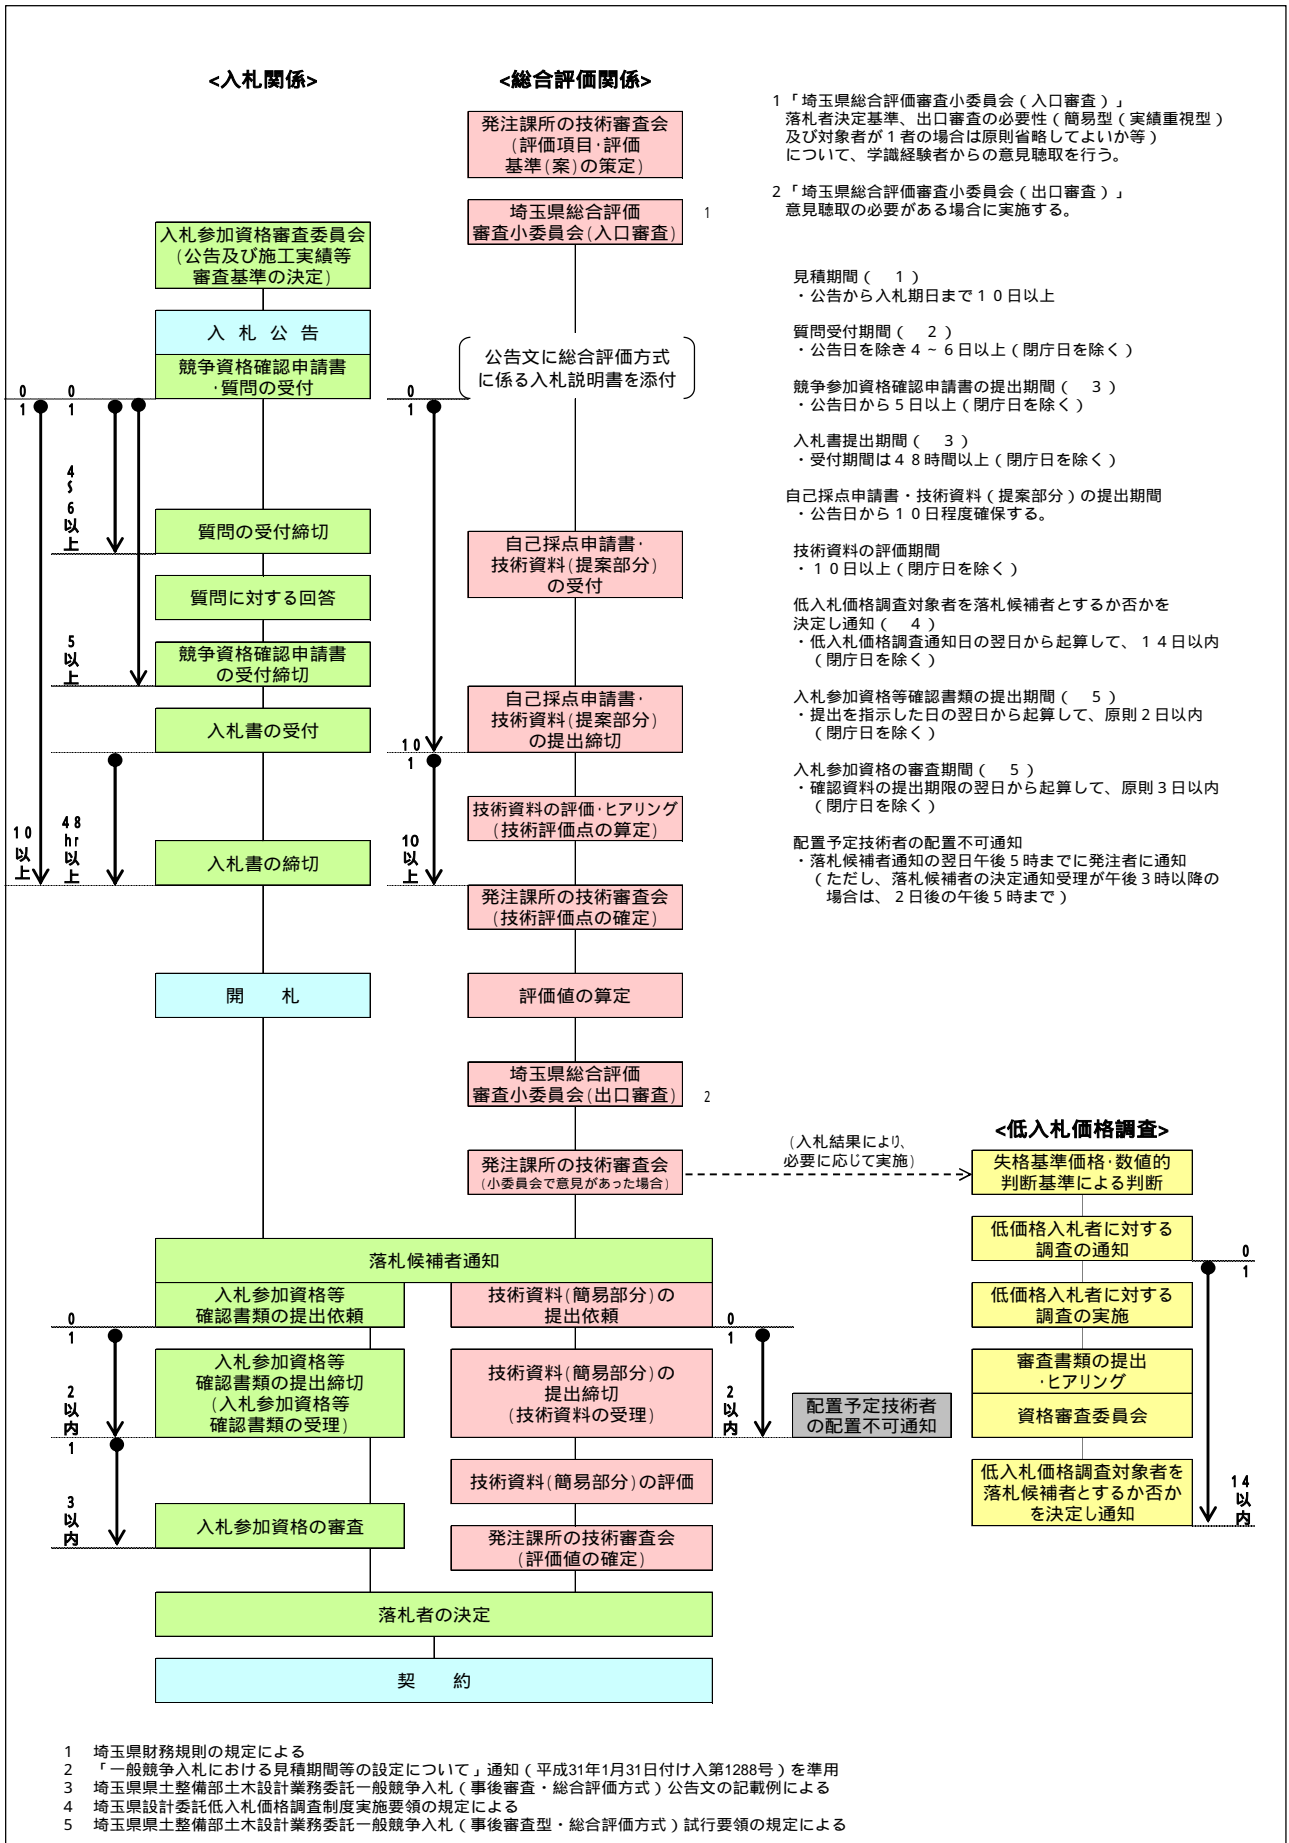 <入札関係>
<総合評価関係>
発注課所の技術審査会
(評価項目･評価
基準(案)の策定)
埼玉県総合評価
審査小委員会(入口審査)
1
入札参加資格審査委員会
(公告及び施工実績等
審査基準の決定)
入 札 公 告
競争資格確認申請書
･質問の受付
公告文に総合評価方式
に係る入札説明書を添付
0
1
0
1
0
1
4
～
6
以
上
質問の受付締切
質問に対する回答
5
以
上
競争資格確認申請書
の受付締切
自己採点申請書･
技術資料(提案部分)
の受付
自己採点申請書･
技術資料(提案部分)
の提出締切
入札書の受付
10
1
技術資料の評価･ヒアリング
(技術評価点の算定)
10
以
上
48
hr
以
上
入札書の締切
10
以
上
発注課所の技術審査会
(技術評価点の確定)
開　札
評価値の算定
埼玉県総合評価
審査小委員会(出口審査)
2
発注課所の技術審査会
(小委員会で意見があった場合)
(入札結果により、
必要に応じて実施)
<低入札価格調査>
失格基準価格･数値的
判断基準による判断
低価格入札者に対する
調査の通知
0
1
低価格入札者に対する
調査の実施
審査書類の提出
･ヒアリング
資格審査委員会
低入札価格調査対象者を
落札候補者とするか否か
を決定し通知
14
以
内
落札候補者通知
入札参加資格等
確認書類の提出依頼
技術資料(簡易部分)の
提出依頼
0
1
0
1
入札参加資格等
確認書類の提出締切
(入札参加資格等
確認書類の受理)
技術資料(簡易部分)の
提出締切
(技術資料の受理)
2
以
内
2
以
内
配置予定技術者
の配置不可通知
1
技術資料(簡易部分)の評価
3
以
内
入札参加資格の審査
発注課所の技術審査会
(評価値の確定)
落札者の決定
契　約
1「埼玉県総合評価審査小委員会（入口審査）」
落札者決定基準、出口審査の必要性（簡易型（実績重視型）
及び対象者が１者の場合は原則省略してよいか等）
について、学識経験者からの意見聴取を行う。
2「埼玉県総合評価審査小委員会（出口審査）」
意見聴取の必要がある場合に実施する。
見積期間（　１）
・公告から入札期日まで１０日以上
質問受付期間（　２）
・公告日を除き４～６日以上（閉庁日を除く）
競争参加資格確認申請書の提出期間（　３）
・公告日から５日以上（閉庁日を除く）
入札書提出期間（　３）
・受付期間は４８時間以上（閉庁日を除く）
自己採点申請書・技術資料（提案部分）の提出期間
・公告日から１０日程度確保する。
技術資料の評価期間
・１０日以上（閉庁日を除く）
低入札価格調査対象者を落札候補者とするか否かを
決定し通知（　４）
・低入札価格調査通知日の翌日から起算して、１４日以内
（閉庁日を除く）
入札参加資格等確認書類の提出期間（　５）
・提出を指示した日の翌日から起算して、原則２日以内
（閉庁日を除く）
入札参加資格の審査期間（　５）
・確認資料の提出期限の翌日から起算して、原則３日以内
（閉庁日を除く）
配置予定技術者の配置不可通知
・落札候補者通知の翌日午後５時までに発注者に通知
（ただし、落札候補者の決定通知受理が午後３時以降の
場合は、２日後の午後５時まで）
1　埼玉県財務規則の規定による
2　「一般競争入札における見積期間等の設定について」通知（平成31年1月31日付け入第1288号）を準用
3　埼玉県県土整備部土木設計業務委託一般競争入札（事後審査・総合評価方式）公告文の記載例による
4　埼玉県設計委託低入札価格調査制度実施要領の規定による
5　埼玉県県土整備部土木設計業務委託一般競争入札（事後審査型・総合評価方式）試行要領の規定による